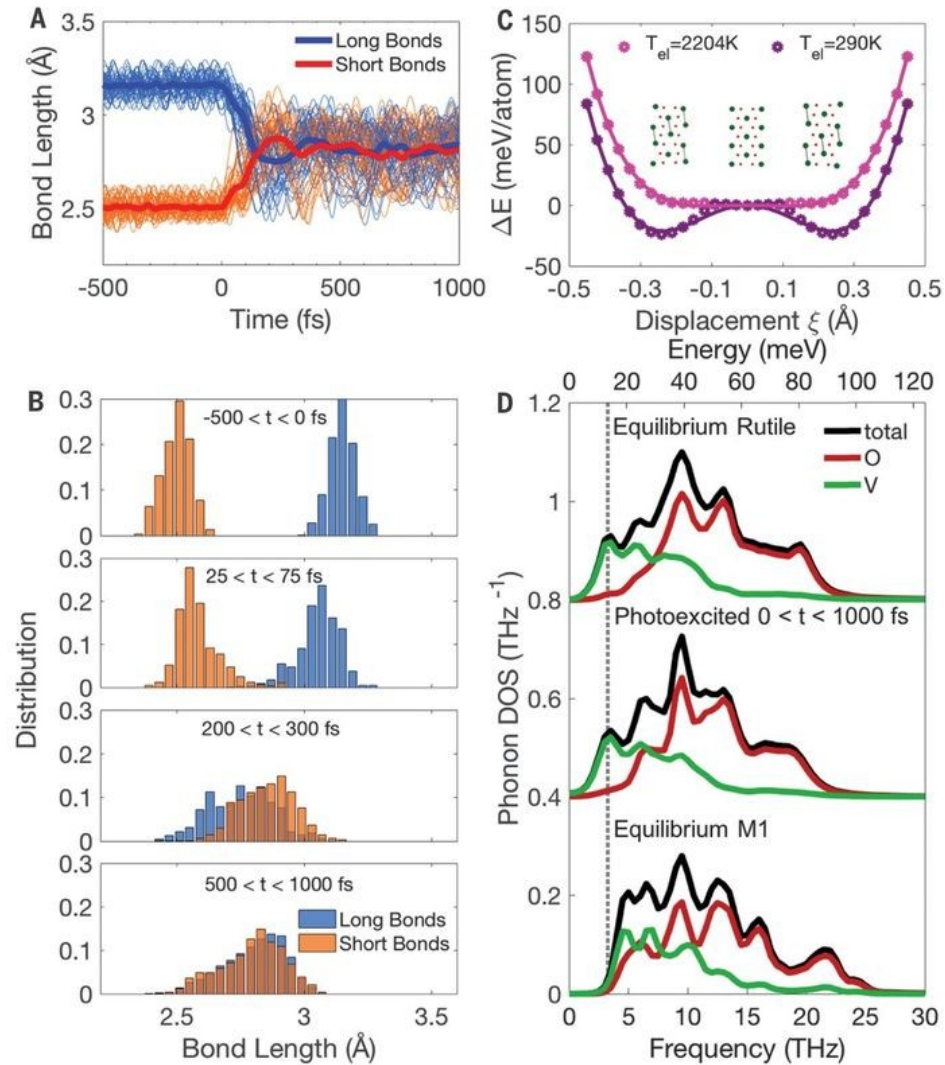 A
3.5
3
2.5
Bond Length (Å)
Long Bonds
Short Bonds
-500
0
500
1000
Time (fs)
C
150
100
50
0
-50
ΔE (meV/atom)
T_el=2204K
T_el=290K
-0.5
-0.3
-0.1
0.1
0.3
0.5
Displacement ξ (Å)
B
0.3
0.2
0.1
0
-500 < t < 0 fs
0.3
0.2
0.1
0
25 < t < 75 fs
0.3
0.2
0.1
0
200 < t < 300 fs
0.3
0.2
0.1
0
500 < t < 1000 fs
Long Bonds
Short Bonds
Distribution
2.5
3
3.5
Bond Length (Å)
Energy (meV)
0
20
40
60
80
100
120
D
1.2
1
0.8
0.6
0.4
0.2
0
Phonon DOS (THz⁻¹)
Equilibrium Rutile
total
O
V
Photoexcited 0 < t < 1000 fs
Equilibrium M1
0
5
10
15
20
25
30
Frequency (THz)